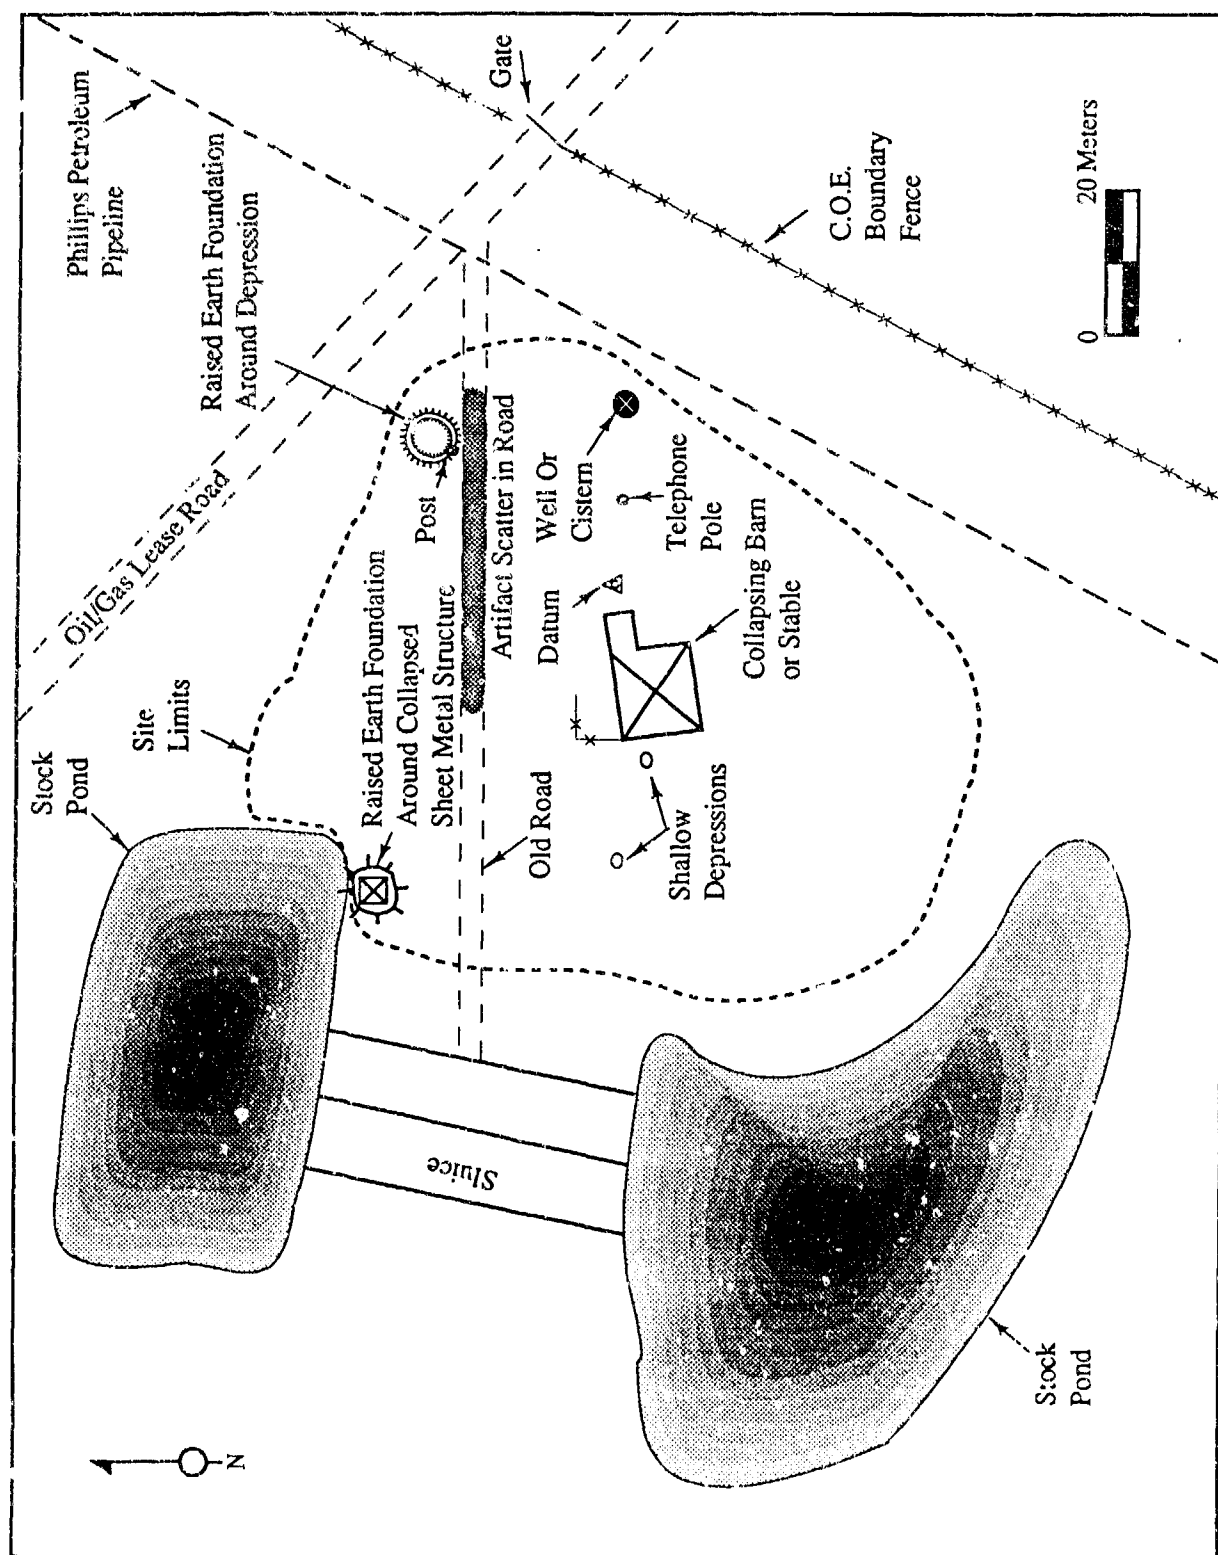 Phillips Petroleum
Pipeline
Gate
Raised Earth Foundation
Around Depression
Oil/Gas Lease Road
Site
Limits
Stock
Pond
Raised Earth Foundation
Around Collapsed
Sheet Metal Structure
Post
Artifact Scatter in Road
Old Road
Well Or
Cistern
Datum
Telephone
Pole
Collapsing Barn
or Stable
Shallow
Depressions
Sluice
C.O.E.
Boundary
Fence
0
20 Meters
Stock
Pond
N